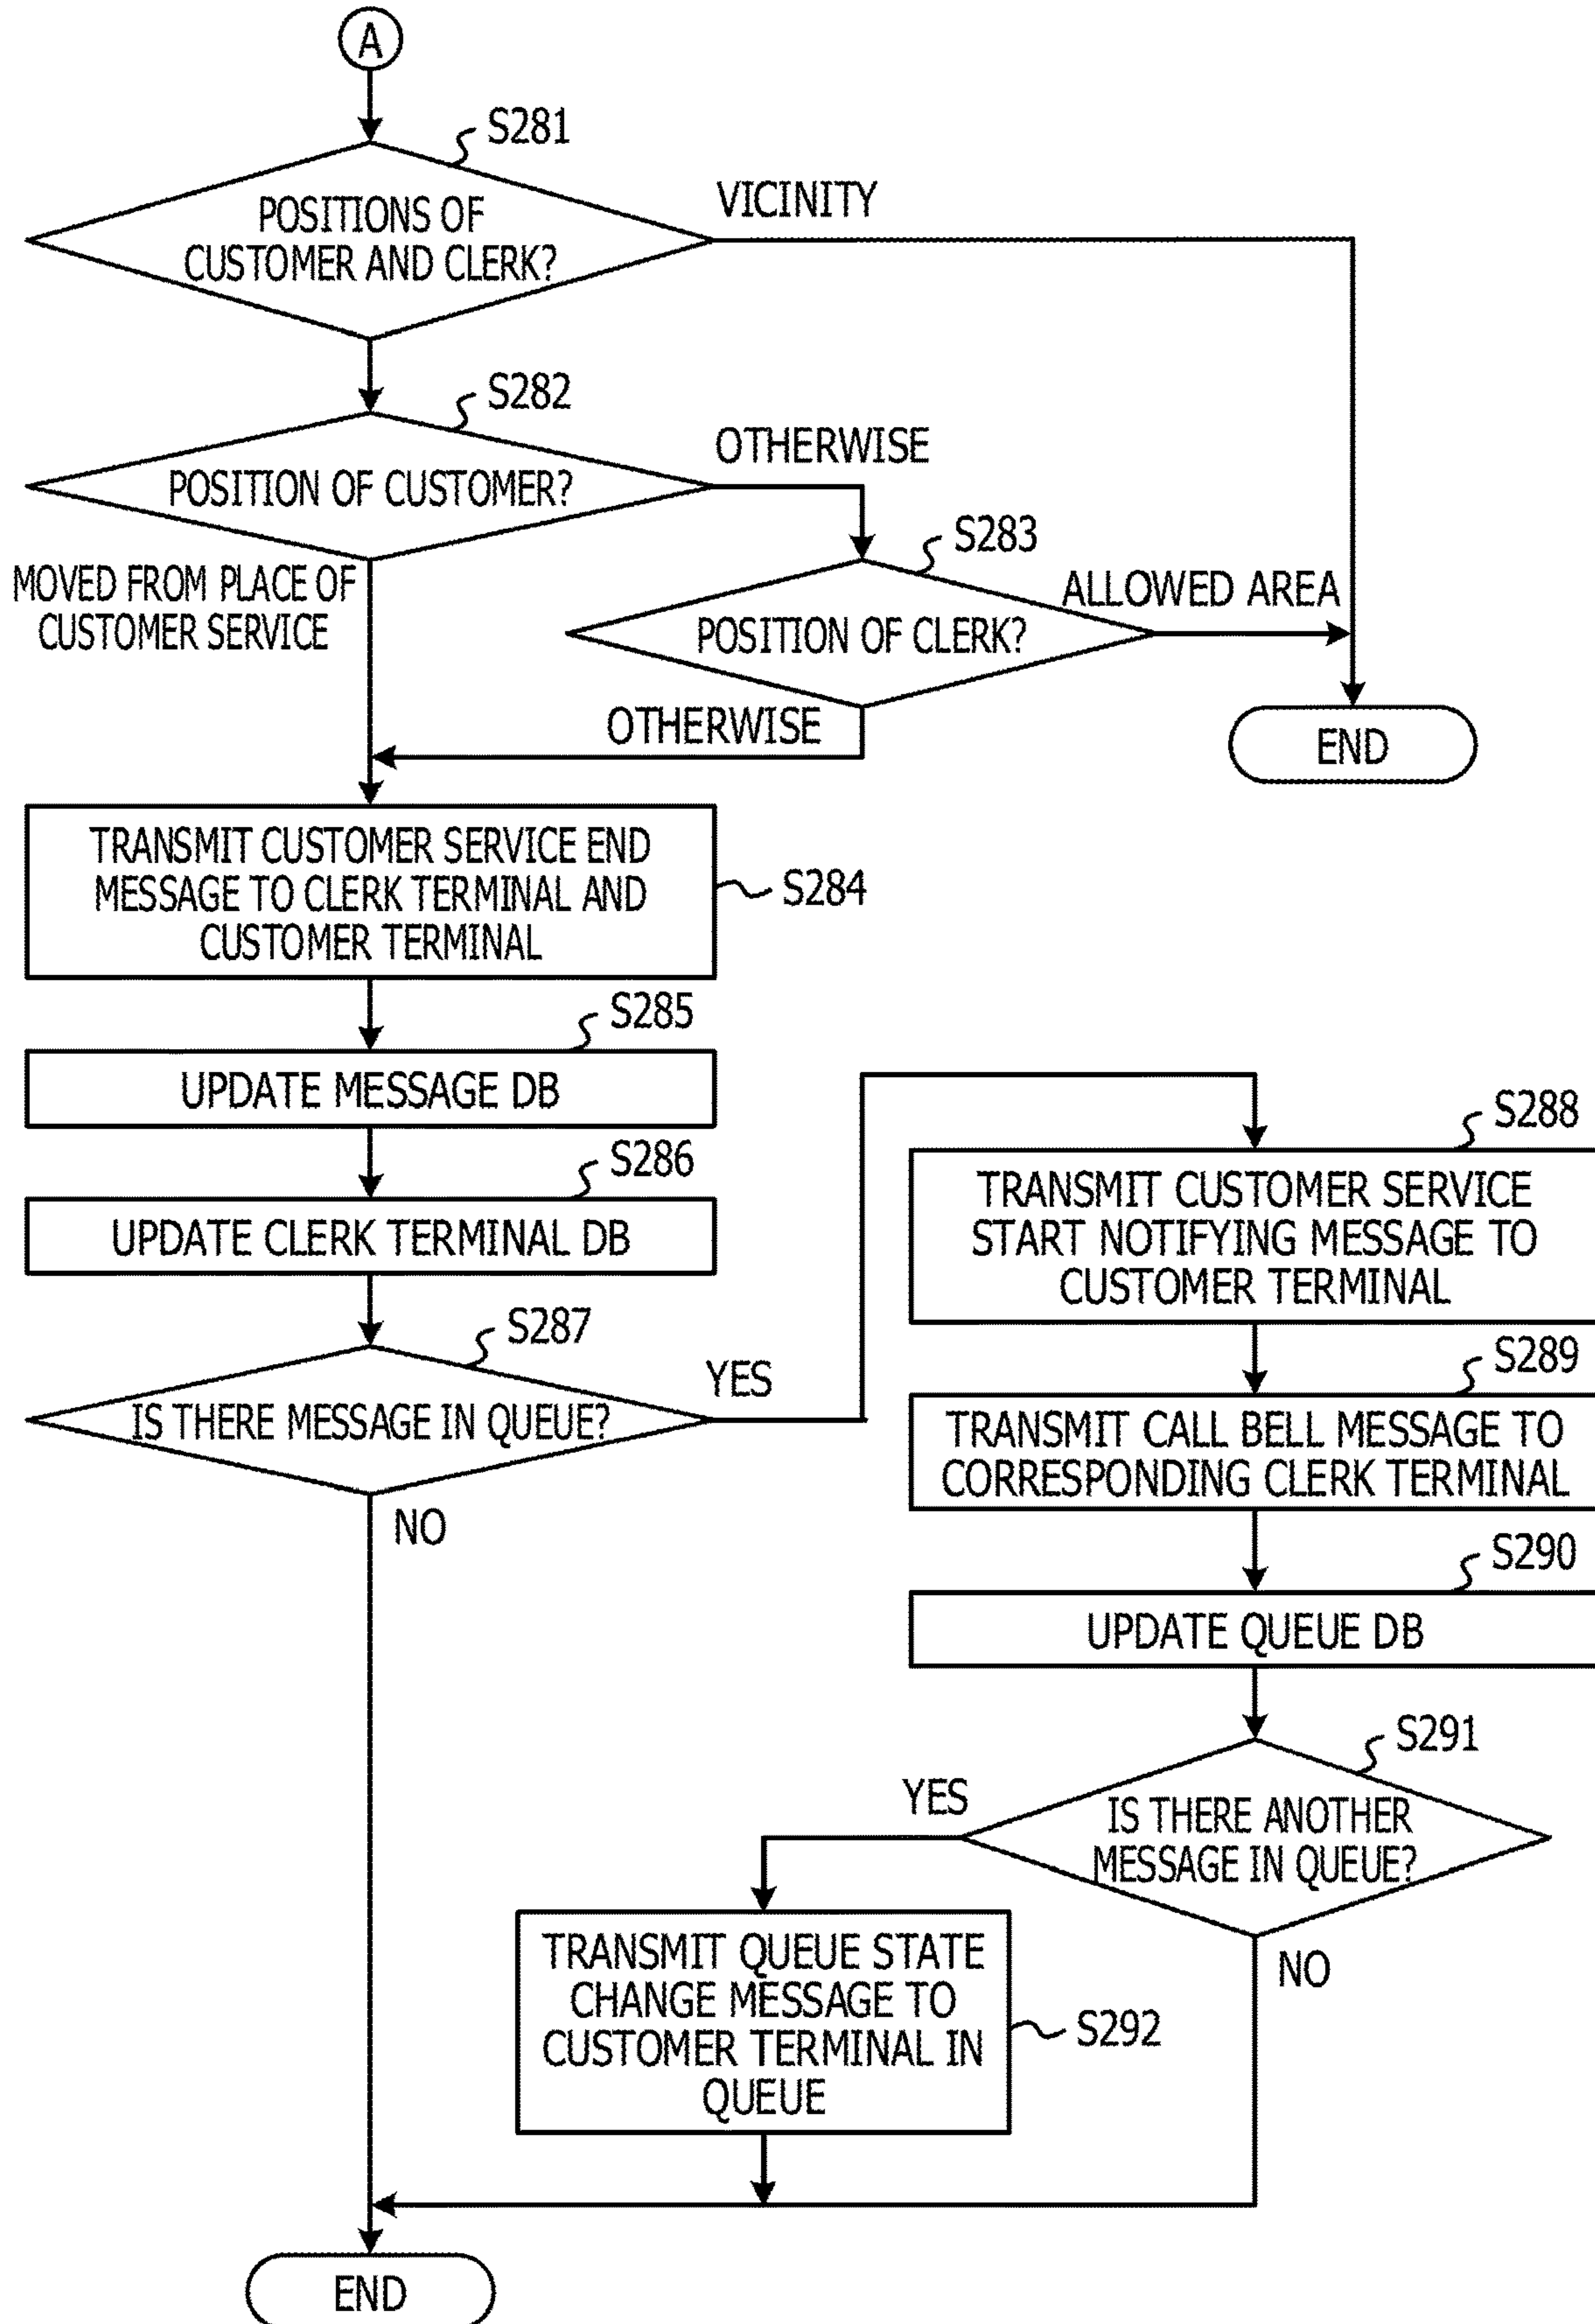 A
S281
POSITIONS OF
CUSTOMER AND CLERK?
VICINITY
S282
POSITION OF CUSTOMER?
OTHERWISE
MOVED FROM PLACE OF
CUSTOMER SERVICE
S283
POSITION OF CLERK?
ALLOWED AREA
OTHERWISE
END
TRANSMIT CUSTOMER SERVICE END
MESSAGE TO CLERK TERMINAL AND
CUSTOMER TERMINAL
S284
S285
UPDATE MESSAGE DB
S286
UPDATE CLERK TERMINAL DB
S287
IS THERE MESSAGE IN QUEUE?
YES
NO
S288
TRANSMIT CUSTOMER SERVICE
START NOTIFYING MESSAGE TO
CUSTOMER TERMINAL
S289
TRANSMIT CALL BELL MESSAGE TO
CORRESPONDING CLERK TERMINAL
S290
UPDATE QUEUE DB
S291
IS THERE ANOTHER
MESSAGE IN QUEUE?
YES
NO
TRANSMIT QUEUE STATE
CHANGE MESSAGE TO
CUSTOMER TERMINAL IN
QUEUE
S292
END